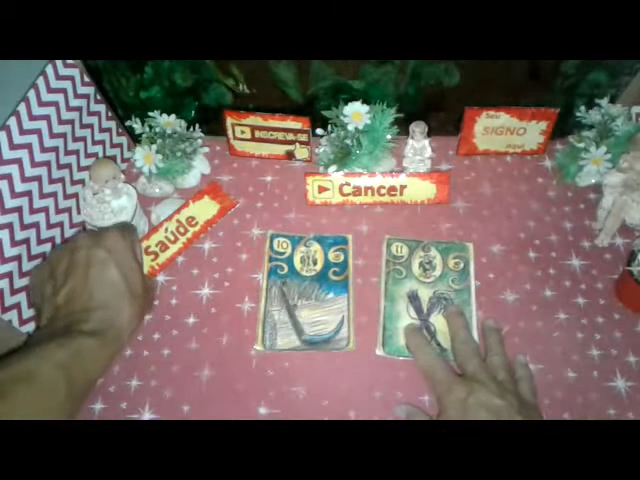 INSCREVA-SE
Seu
SIGNO
Aqui
Cancer
Saúde
10
11